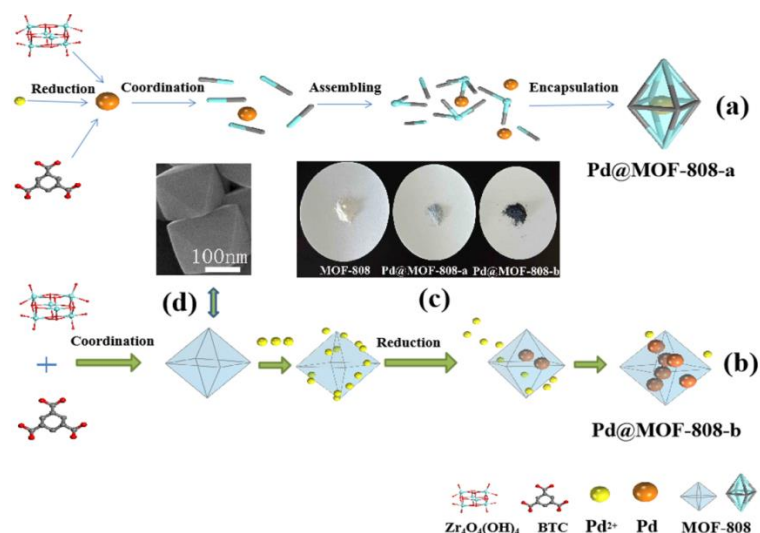 Reduction
Coordination
Assembling
Encapsulation
(a)
Pd@MOF-808-a
100nm
MOF-808
Pd@MOF-808-a
Pd@MOF-808-b
(d)
(c)
Coordination
Reduction
+
(b)
Pd@MOF-808-b
Zr₄O₄(OH)₄
BTC
Pd²⁺
Pd
MOF-808